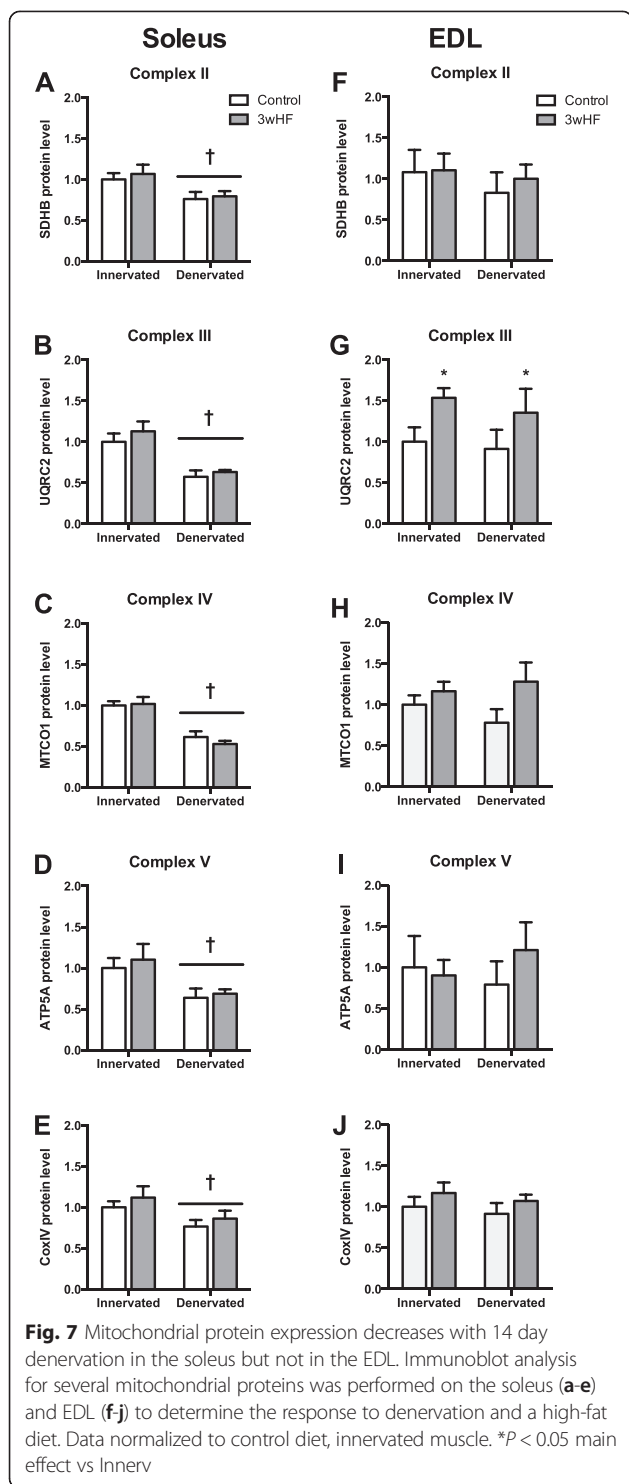 Soleus
EDL
A
Complex II
SDHB protein level
2.0
1.5
1.0
0.5
0.0
Control
3wHF
†
Innervated
Denervated
F
Complex II
SDHB protein level
2.0
1.5
1.0
0.5
0.0
Control
3wHF
Innervated
Denervated
B
Complex III
UQRC2 protein level
2.0
1.5
1.0
0.5
0.0
†
Innervated
Denervated
G
Complex III
UQRC2 protein level
2.0
1.5
1.0
0.5
0.0
*
*
Innervated
Denervated
C
Complex IV
MTCO1 protein level
2.0
1.5
1.0
0.5
0.0
†
Innervated
Denervated
H
Complex IV
MTCO1 protein level
2.0
1.5
1.0
0.5
0.0
Innervated
Denervated
D
Complex V
ATP5A protein level
2.0
1.5
1.0
0.5
0.0
†
Innervated
Denervated
I
Complex V
ATP5A protein level
2.0
1.5
1.0
0.5
0.0
Innervated
Denervated
E
CoxIV protein level
2.0
1.5
1.0
0.5
0.0
†
Innervated
Denervated
J
CoxIV protein level
2.0
1.5
1.0
0.5
0.0
Innervated
Denervated
Fig. 7 Mitochondrial protein expression decreases with 14 day
denervation in the soleus but not in the EDL. Immunoblot analysis
for several mitochondrial proteins was performed on the soleus (a-e)
and EDL (f-j) to determine the response to denervation and a high-fat
diet. Data normalized to control diet, innervated muscle. *P < 0.05 main
effect vs Innerv